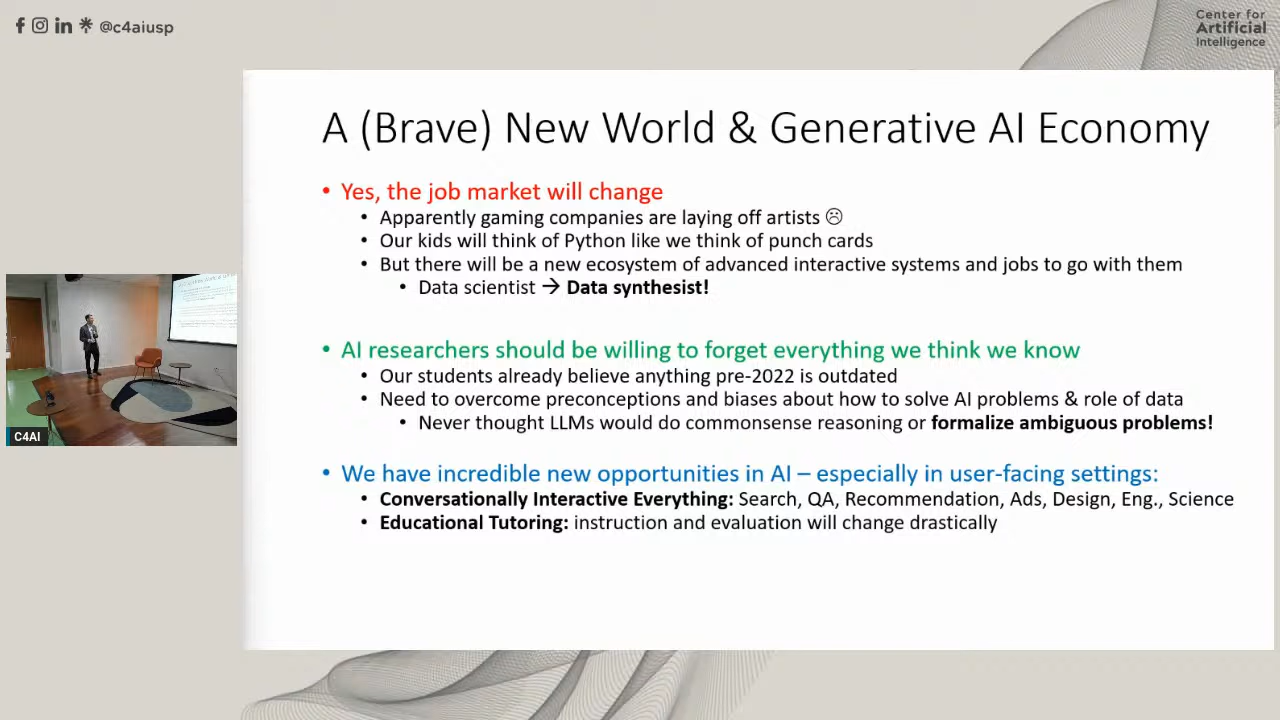 @c4aiusp
Center for
Artificial
Intelligence
A (Brave) New World & Generative AI Economy
• Yes, the job market will change
• Apparently gaming companies are laying off artists ☹
• Our kids will think of Python like we think of punch cards
• But there will be a new ecosystem of advanced interactive systems and jobs to go with them
• Data scientist → Data synthesist!
• AI researchers should be willing to forget everything we think we know
• Our students already believe anything pre-2022 is outdated
• Need to overcome preconceptions and biases about how to solve AI problems & role of data
• Never thought LLMs would do commonsense reasoning or formalize ambiguous problems!
• We have incredible new opportunities in AI – especially in user-facing settings:
• Conversationally Interactive Everything: Search, QA, Recommendation, Ads, Design, Eng., Science
• Educational Tutoring: instruction and evaluation will change drastically
C4AI